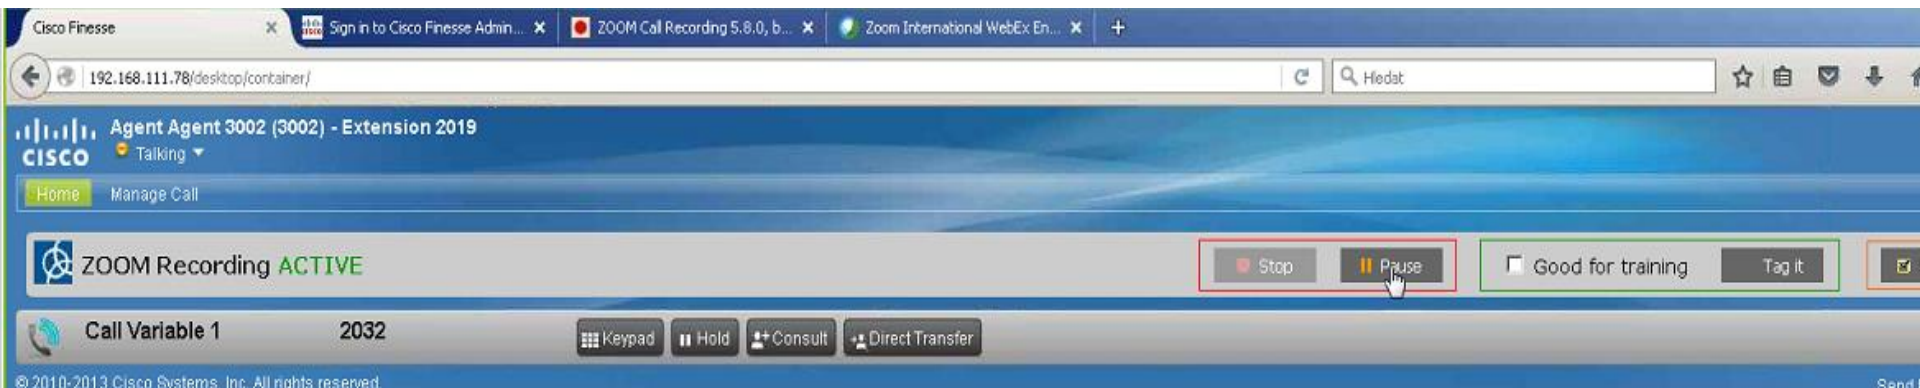 Cisco Finesse
Sign in to Cisco Finesse Admin...
ZOOM Call Recording 5.8.0, b...
Zoom International WebEx En...
192.168.111.78/desktop/container/
Hledat
Agent Agent 3002 (3002) - Extension 2019
CISCO
Talking
Home Manage Call
ZOOM Recording ACTIVE
Stop Pause
Good for training
Tag it
Call Variable 1 2032
Keypad Hold Consult Direct Transfer
© 2010-2013 Cisco Systems, Inc. All rights reserved.
Send